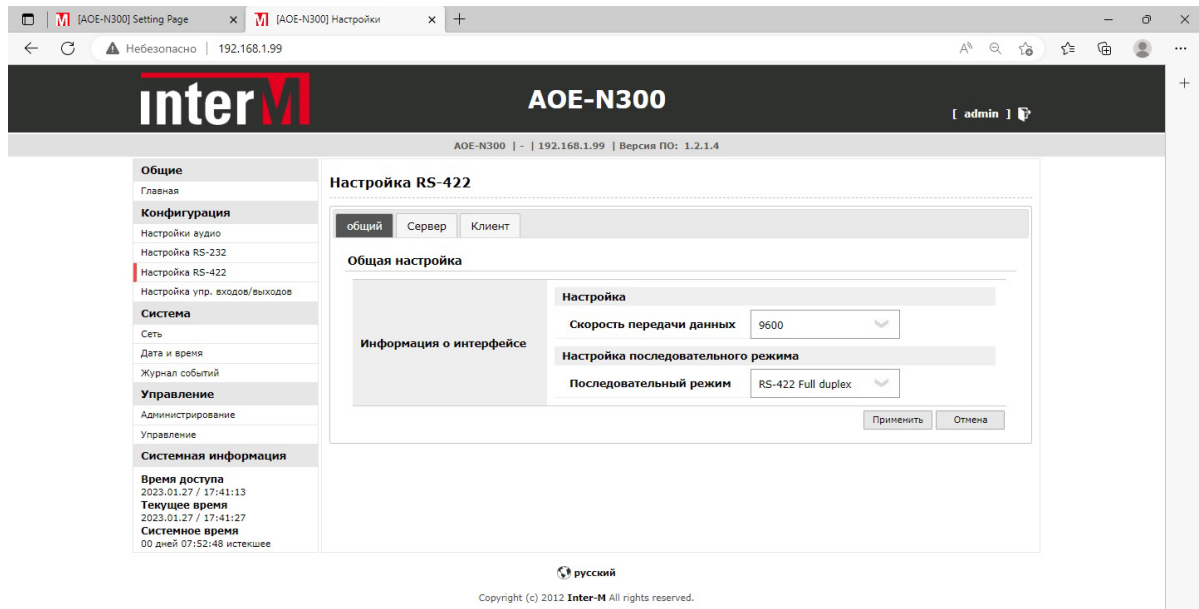 [AOE-N300] Setting Page
[AOE-N300] Настройки
Небезопасно 192.168.1.99
interM
AOE-N300
[ admin ]
AOE-N300 | - | 192.168.1.99 | Версия ПО: 1.2.1.4
Общие
Главная
Конфигурация
Настройки аудио
Настройка RS-232
Настройка RS-422
Настройка упр. входов/выходов
Система
Сеть
Дата и время
Журнал событий
Управление
Администрирование
Управление
Системная информация
Время доступа
2023.01.27 / 17:41:13
Текущее время
2023.01.27 / 17:41:27
Системное время
00 дней 07:52:48 истекшее
Настройка RS-422
общий Сервер Клиент
Общая настройка
Информация о интерфейсе
Настройка
Скорость передачи данных 9600
Настройка последовательного режима
Последовательный режим RS-422 Full duplex
Применить Отмена
русский
Copyright (c) 2012 Inter-M All rights reserved.